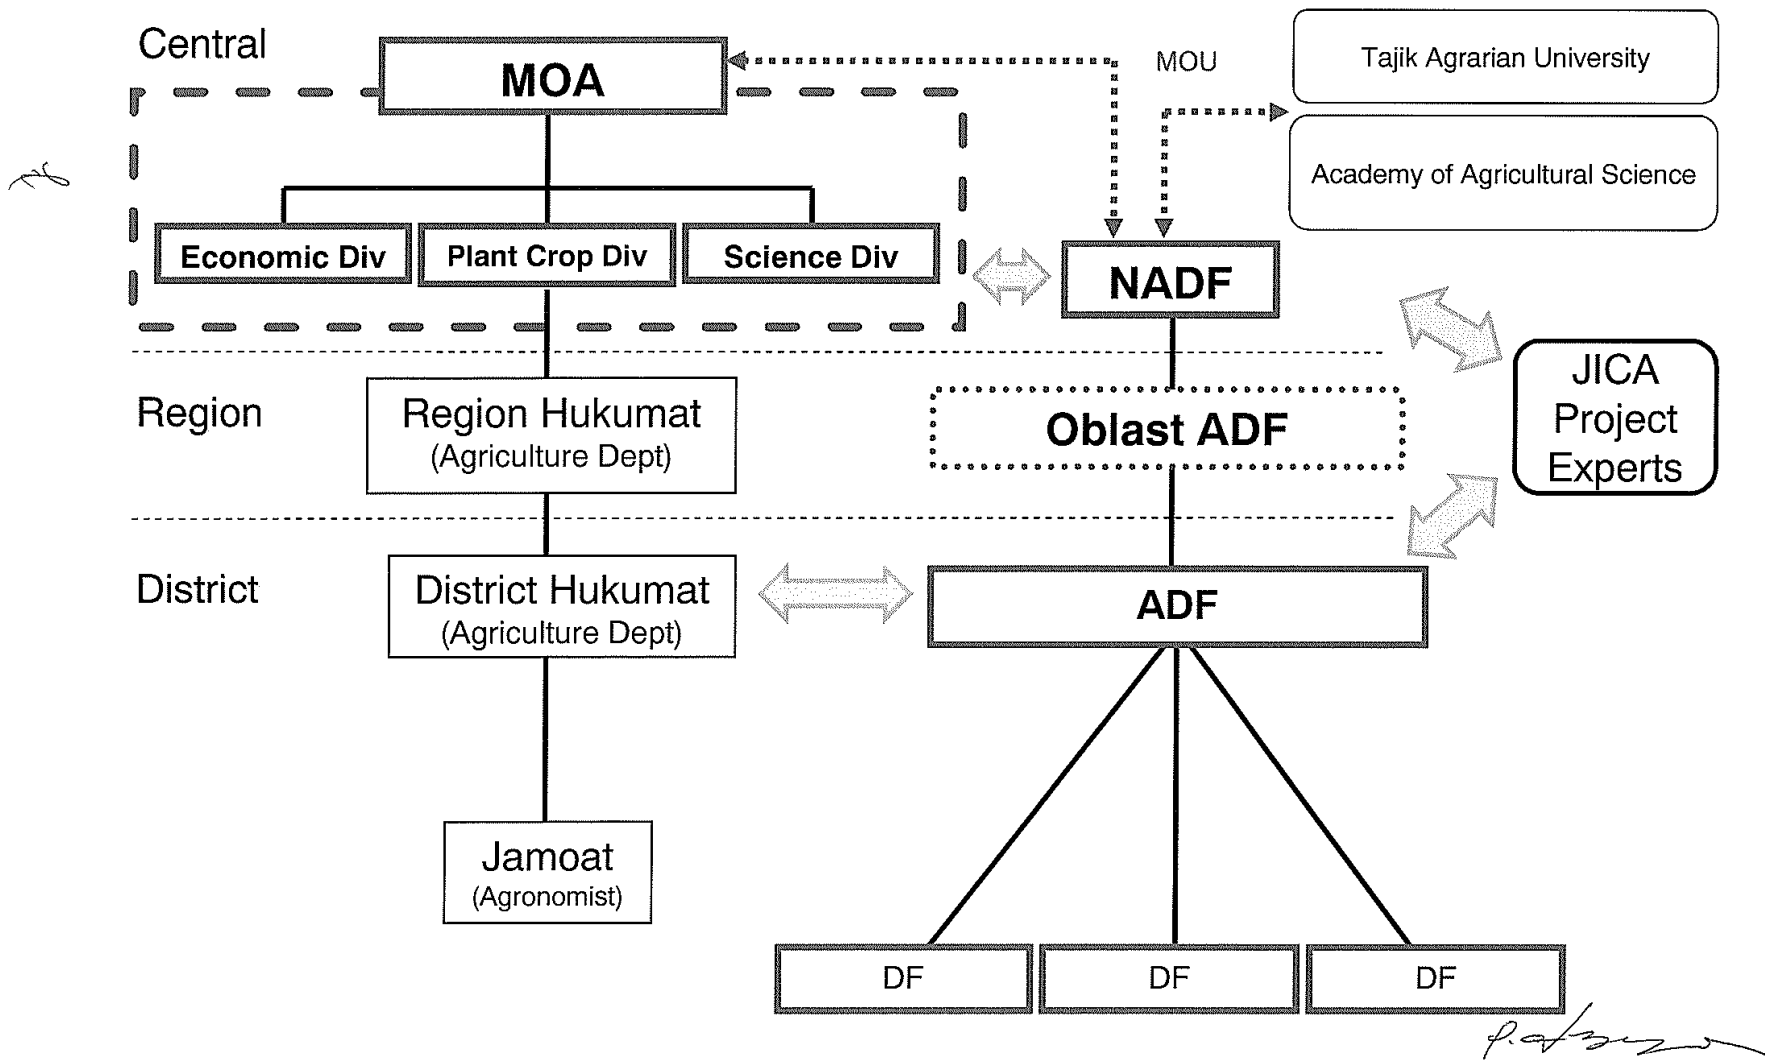 Central
MOA
MOU
Tajik Agrarian University
Academy of Agricultural Science
Economic Div
Plant Crop Div
Science Div
NADF
Region
Region Hukumat
(Agriculture Dept)
Oblast ADF
JICA
Project
Experts
District
District Hukumat
(Agriculture Dept)
ADF
Jamoat
(Agronomist)
DF
DF
DF